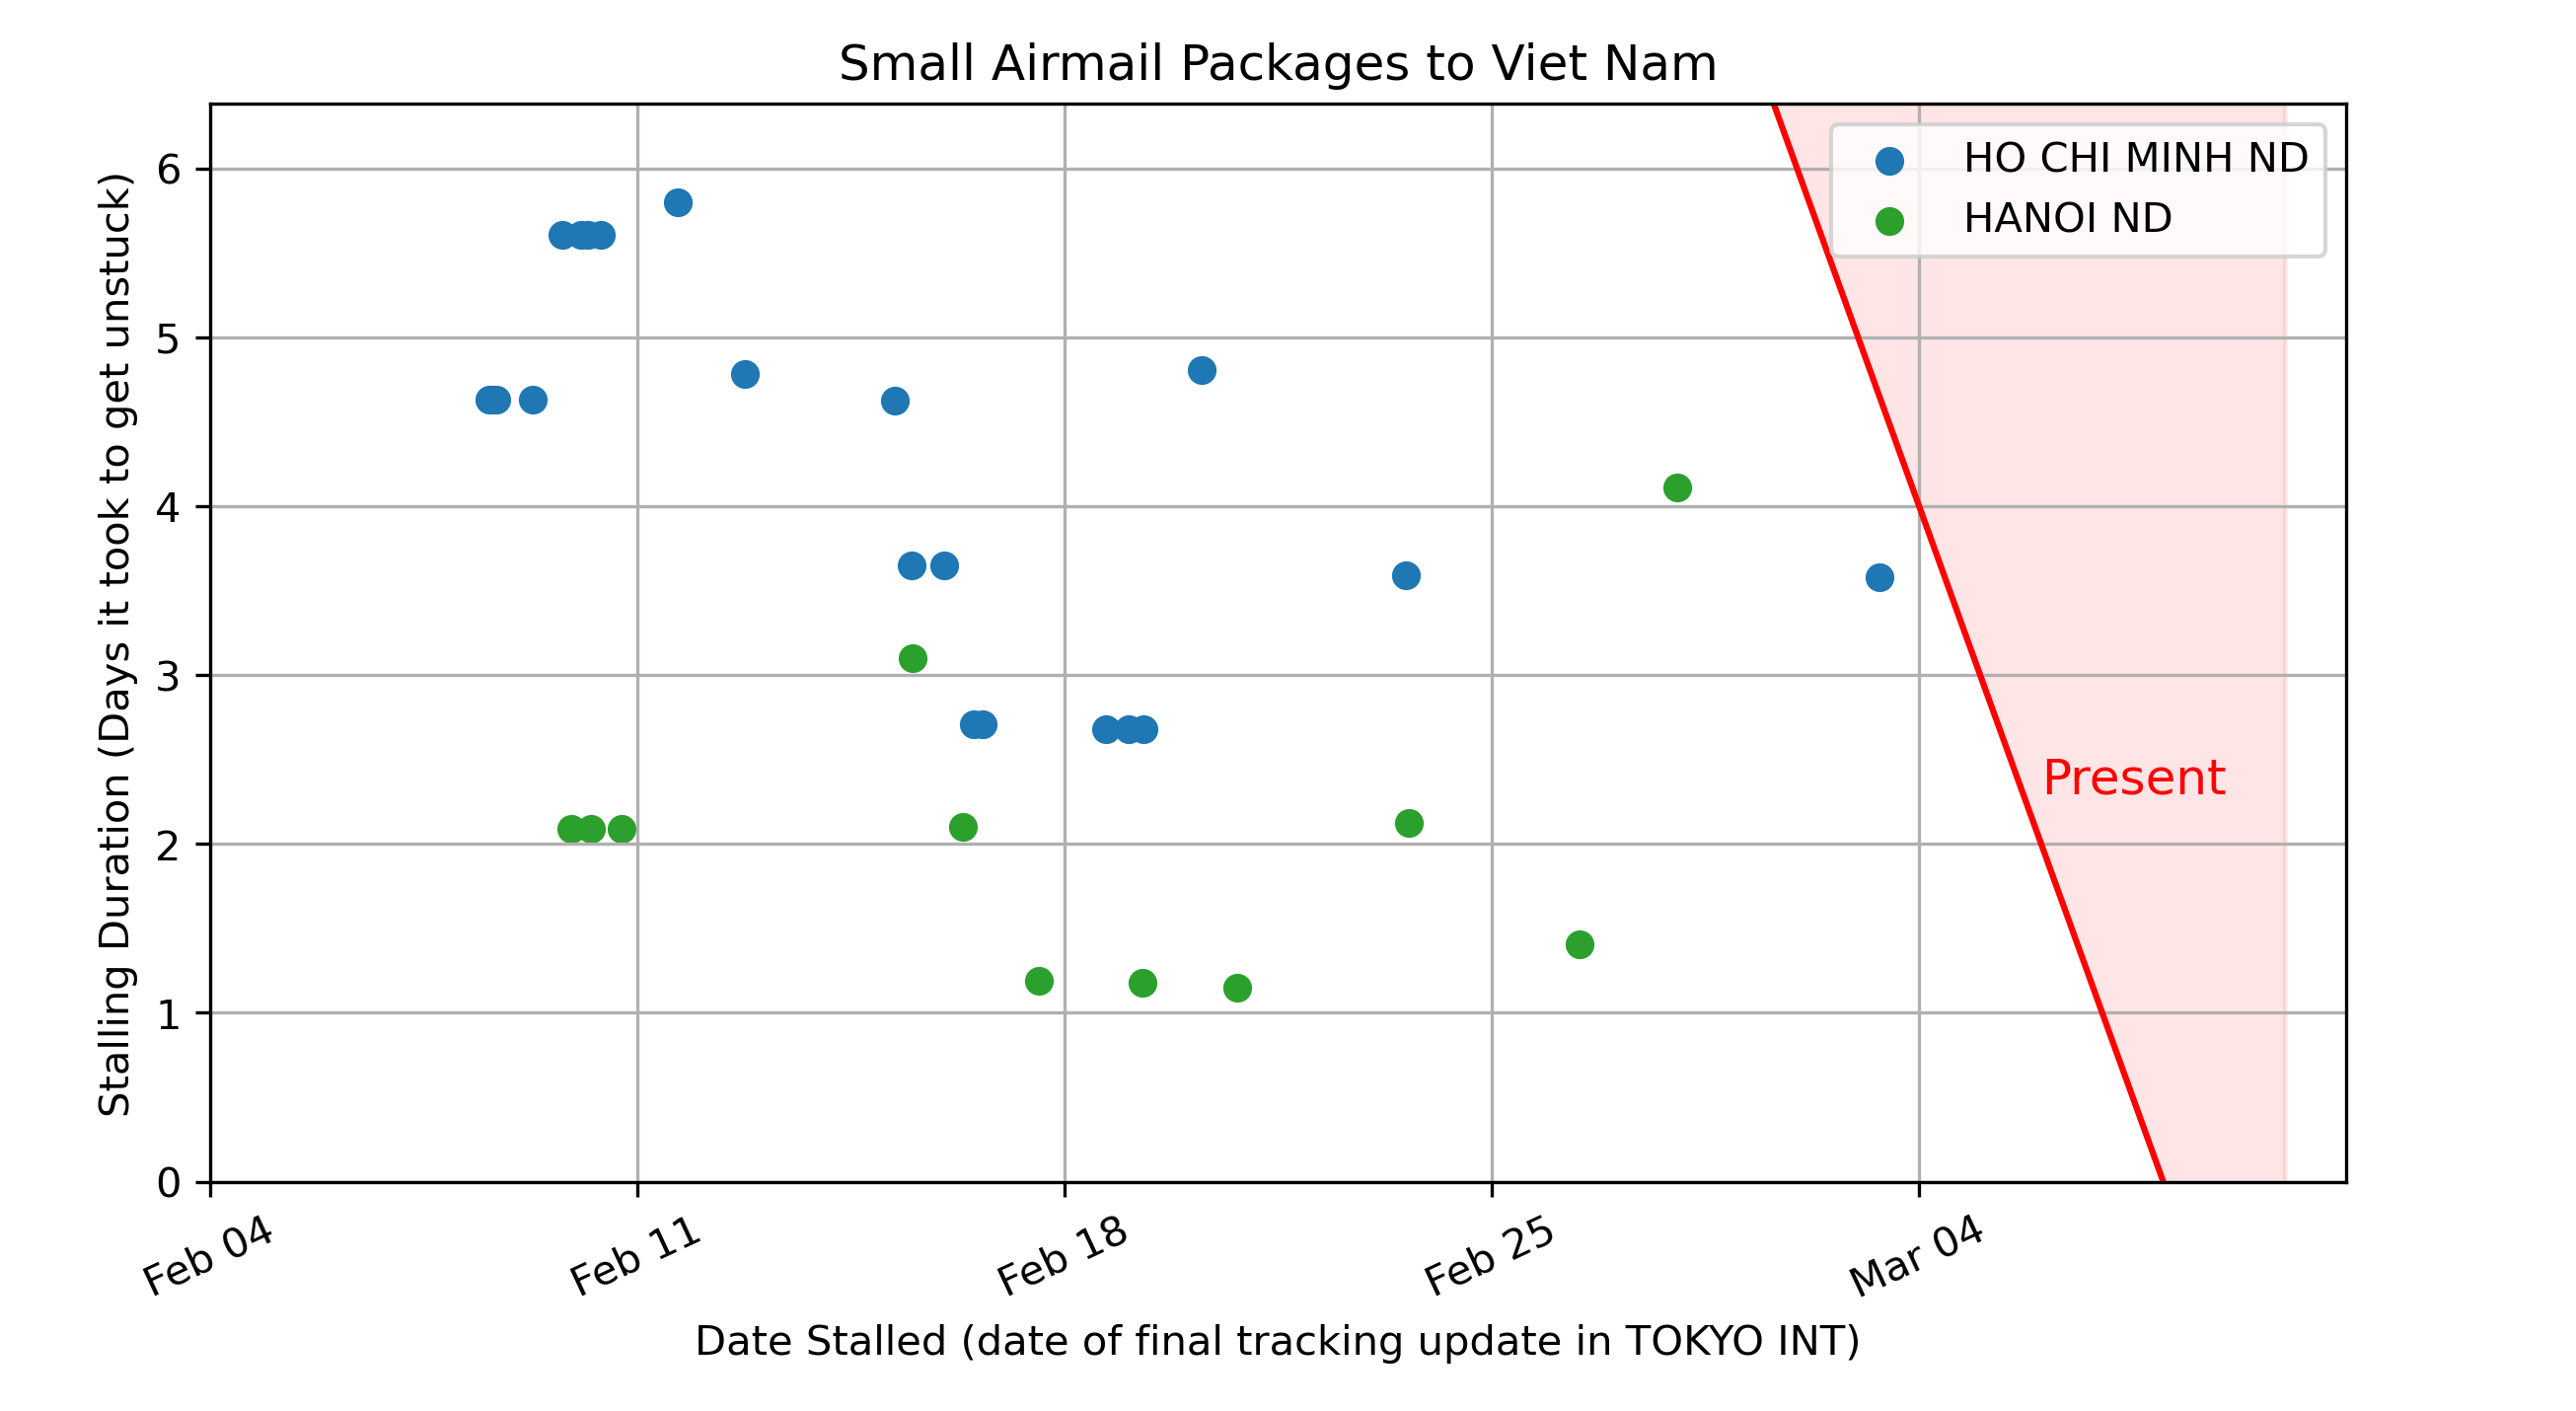 Small Airmail Packages to Viet Nam
HO CHI MINH ND
HANOI ND
Present
Stalling Duration (Days it took to get unstuck)
6
5
4
3
2
1
0
Feb 04
Feb 11
Feb 18
Feb 25
Mar 04
Date Stalled (date of final tracking update in TOKYO INT)